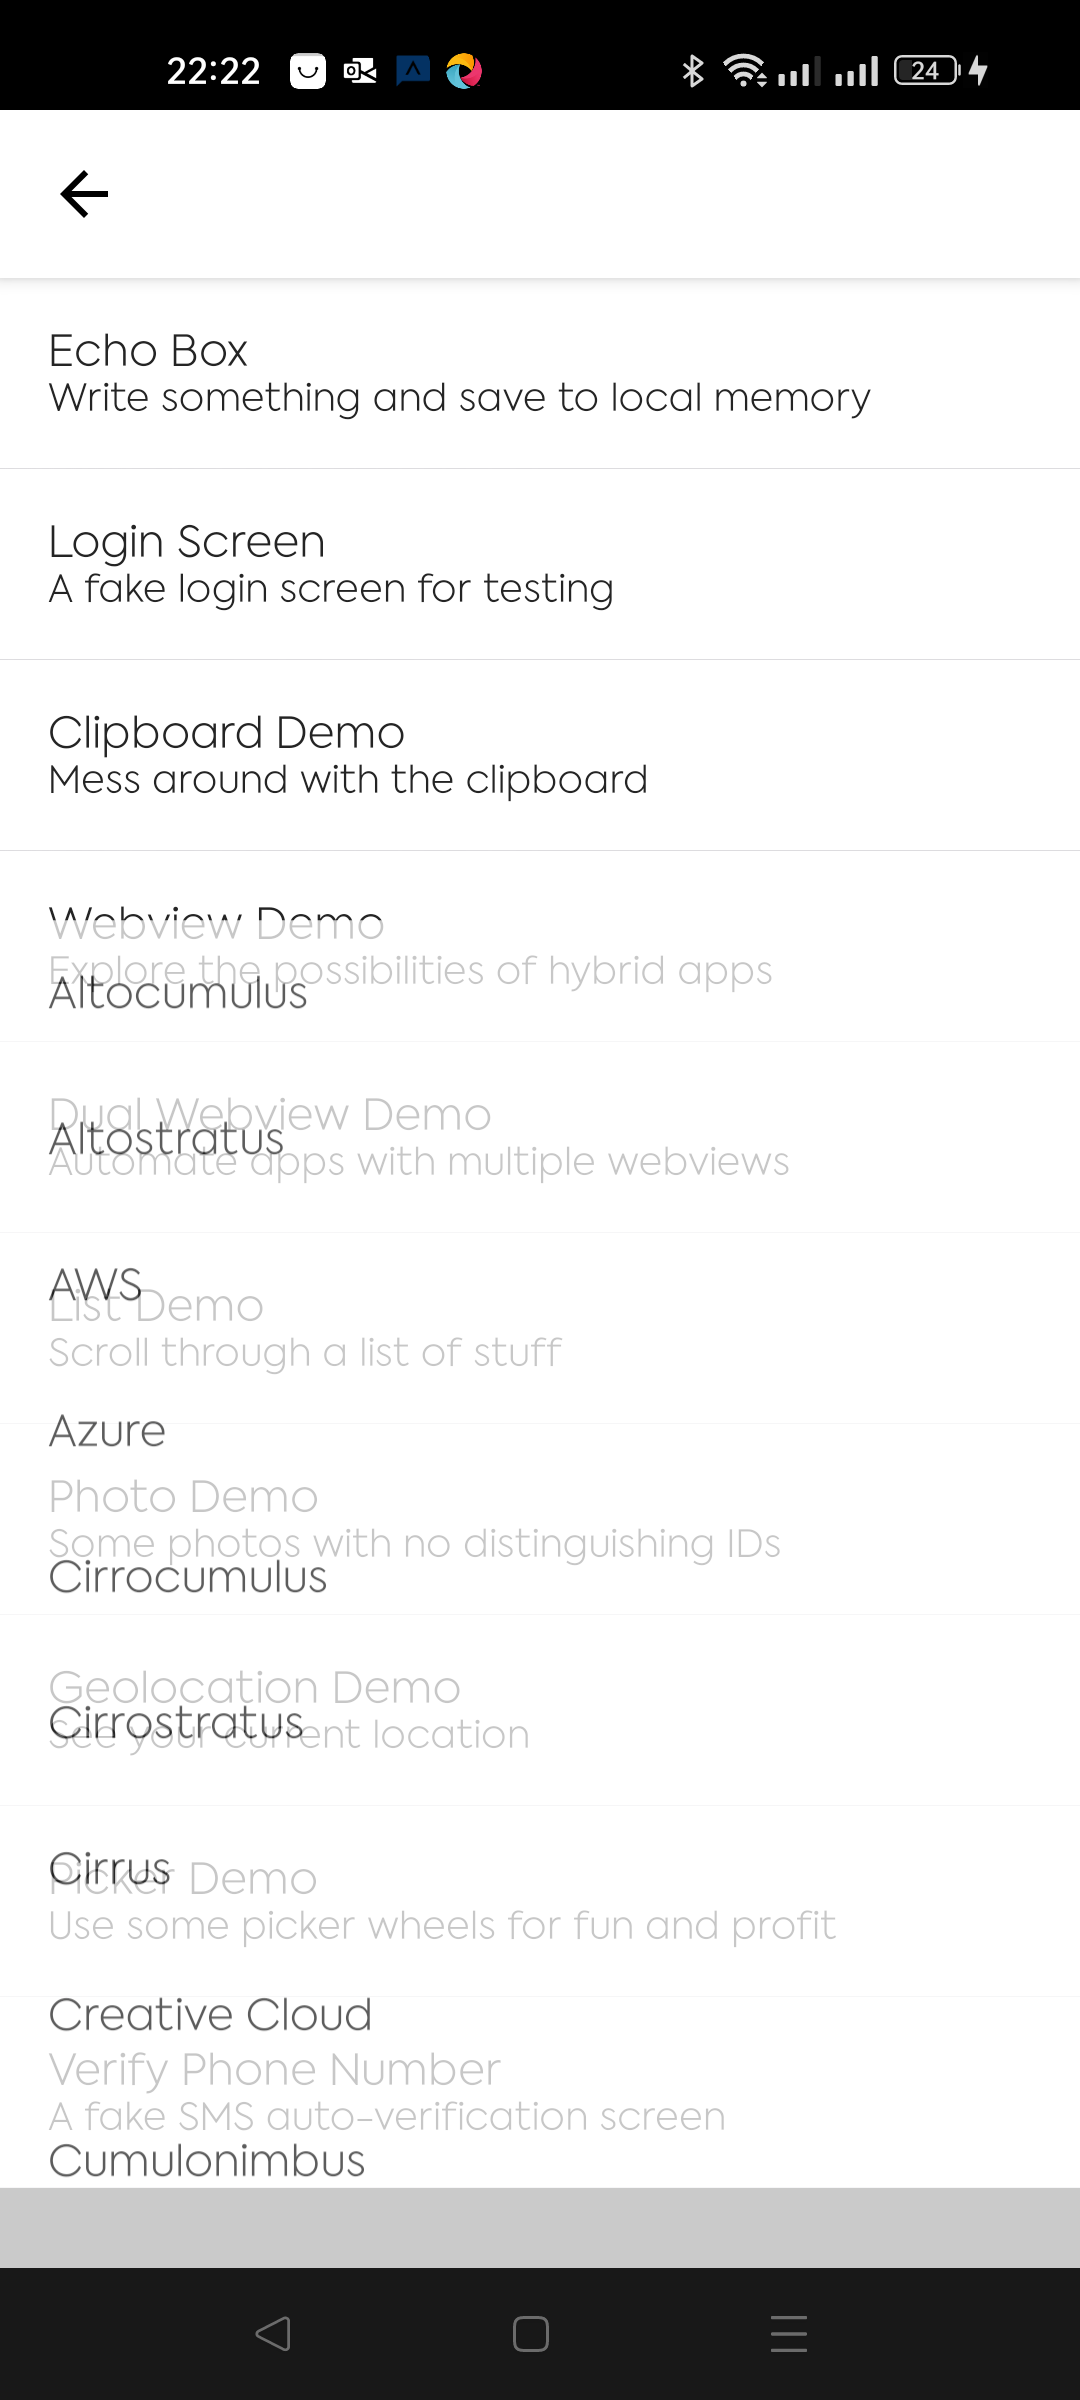 22:22
24
Echo Box
Write something and save to local memory
Login Screen
A fake login screen for testing
Clipboard Demo
Mess around with the clipboard
Webview Demo
Explore the possibilities of hybrid apps
Altocumulus
Dual Webview Demo
Altostratus
Automate apps with multiple webviews
AWS
List Demo
Scroll through a list of stuff
Azure
Photo Demo
Some photos with no distinguishing IDs
Cirrocumulus
Geolocation Demo
Cirrostratus
See your current location
Cirrus
Picker Demo
Use some picker wheels for fun and profit
Creative Cloud
Verify Phone Number
A fake SMS auto-verification screen
Cumulonimbus